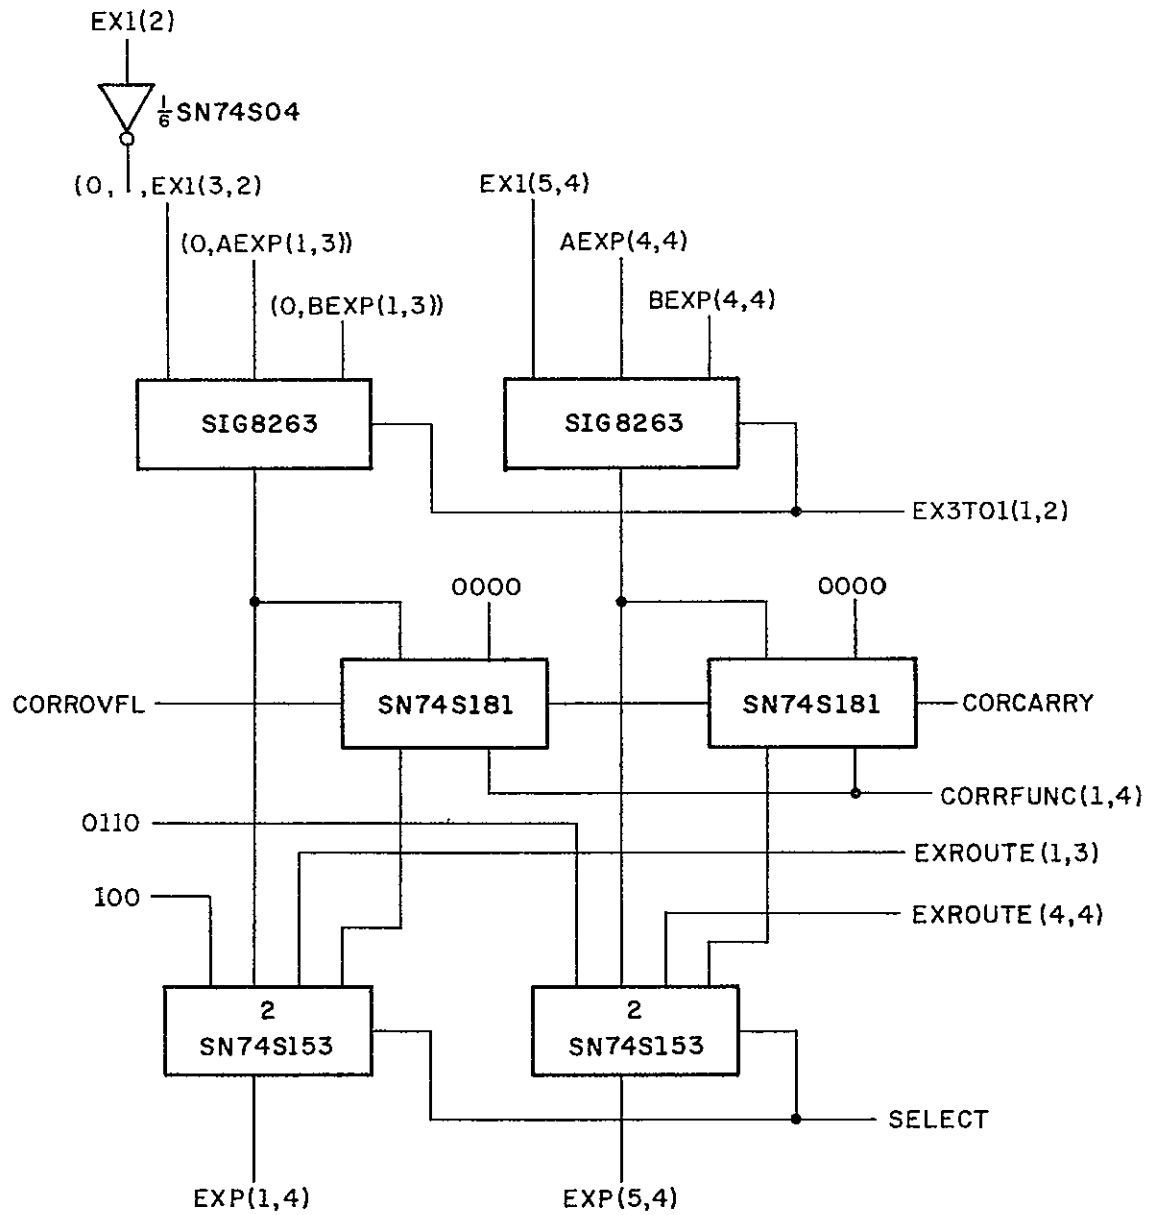 EX1(2)
1/6 SN74S04
(0, ,EX1(3,2)
EX1(5,4)
(0,AEXP(1,3))
AEXP(4,4)
(0,BEXP(1,3))
BEXP(4,4)
SIG8263
SIG8263
EX3TO1(1,2)
0000
0000
CORROVFL
SN74S181
SN74S181
CORCARRY
CORRFUNC(1,4)
0110
EXROUTE(1,3)
100
EXROUTE(4,4)
2
SN74S153
2
SN74S153
SELECT
EXP(1,4)
EXP(5,4)